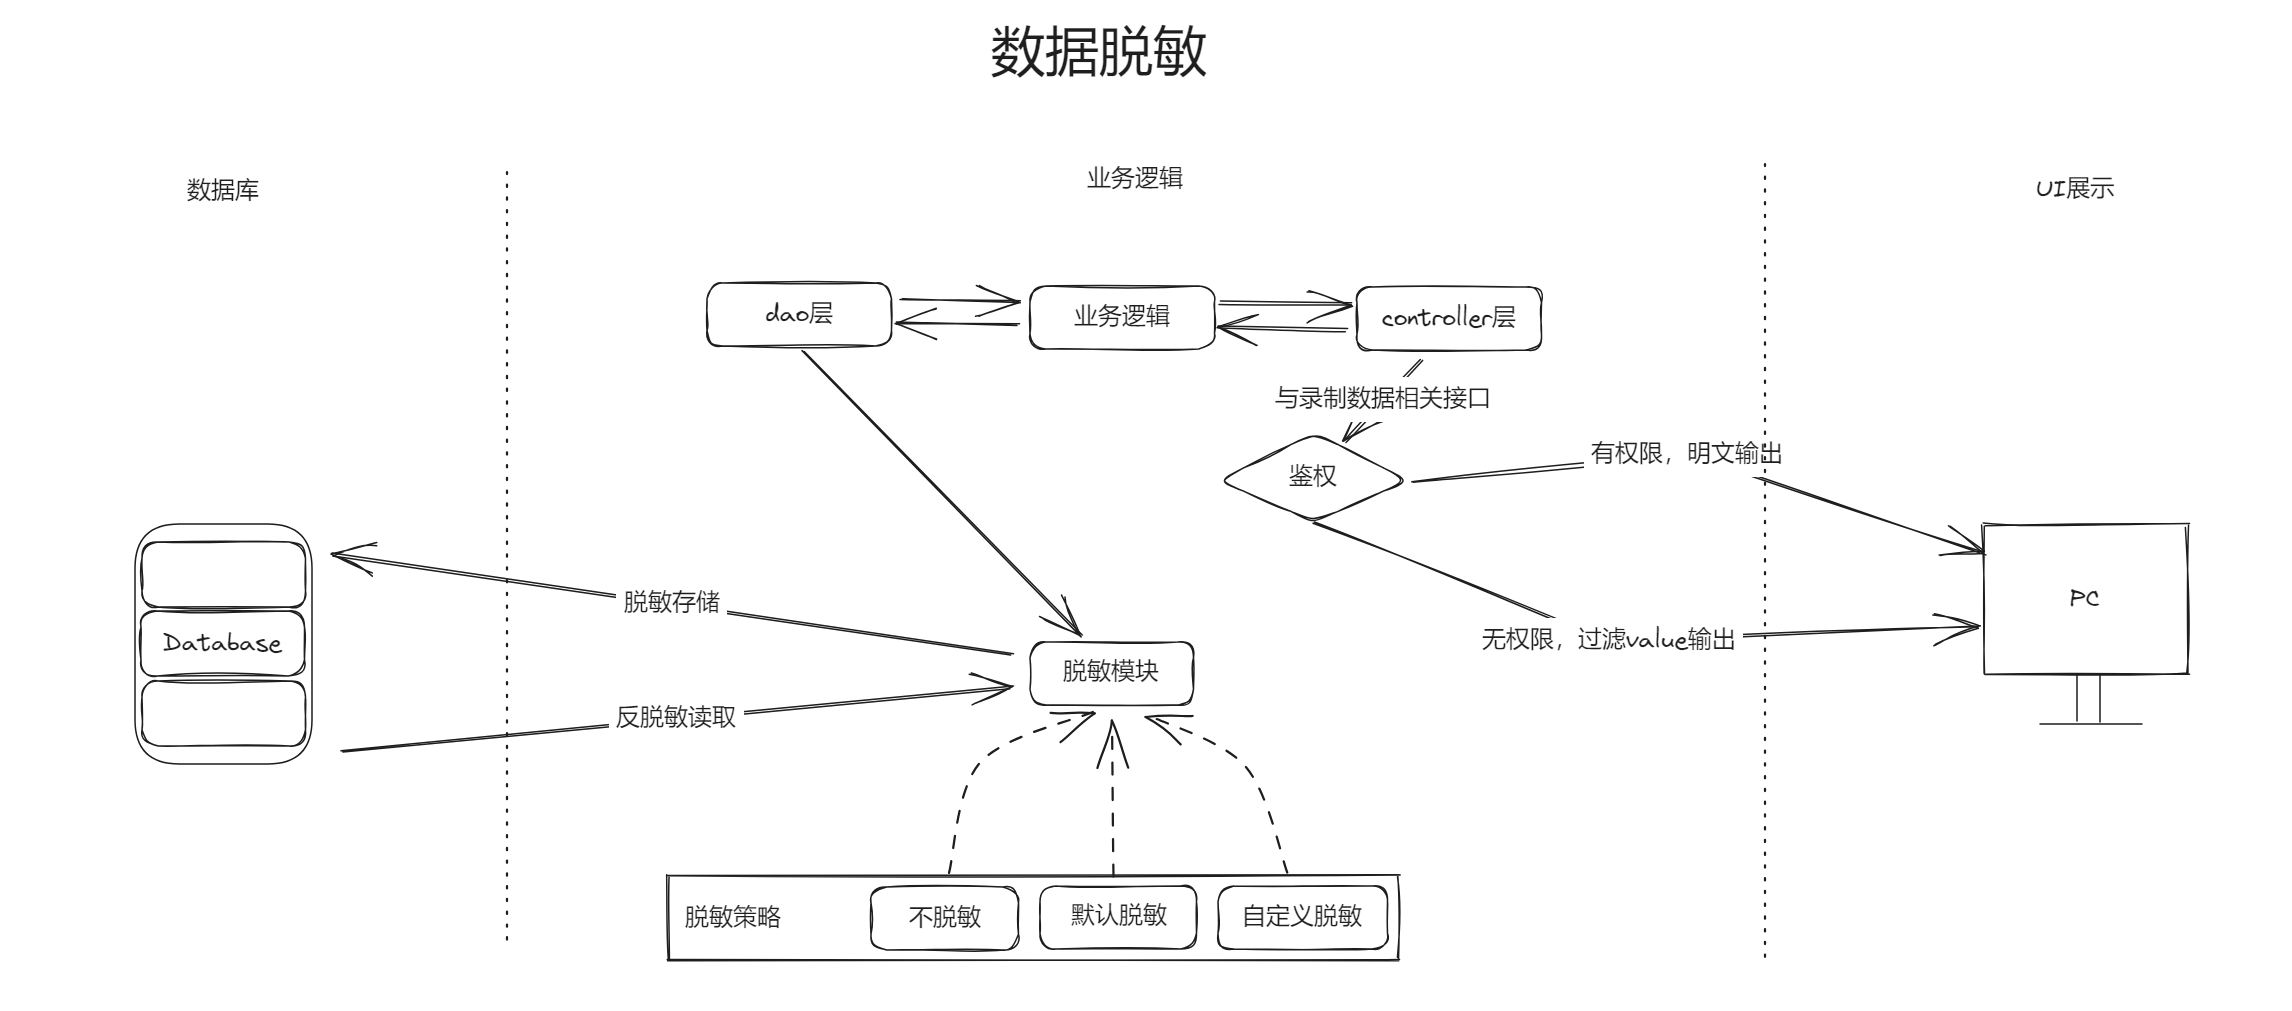 数据脱敏
数据库
业务逻辑
UI展示
dao层
业务逻辑
controller层
与录制数据相关接口
鉴权
有权限，明文输出
无权限，过滤value输出
PC
脱敏存储
反脱敏读取
Database
脱敏模块
脱敏策略
不脱敏
默认脱敏
自定义脱敏